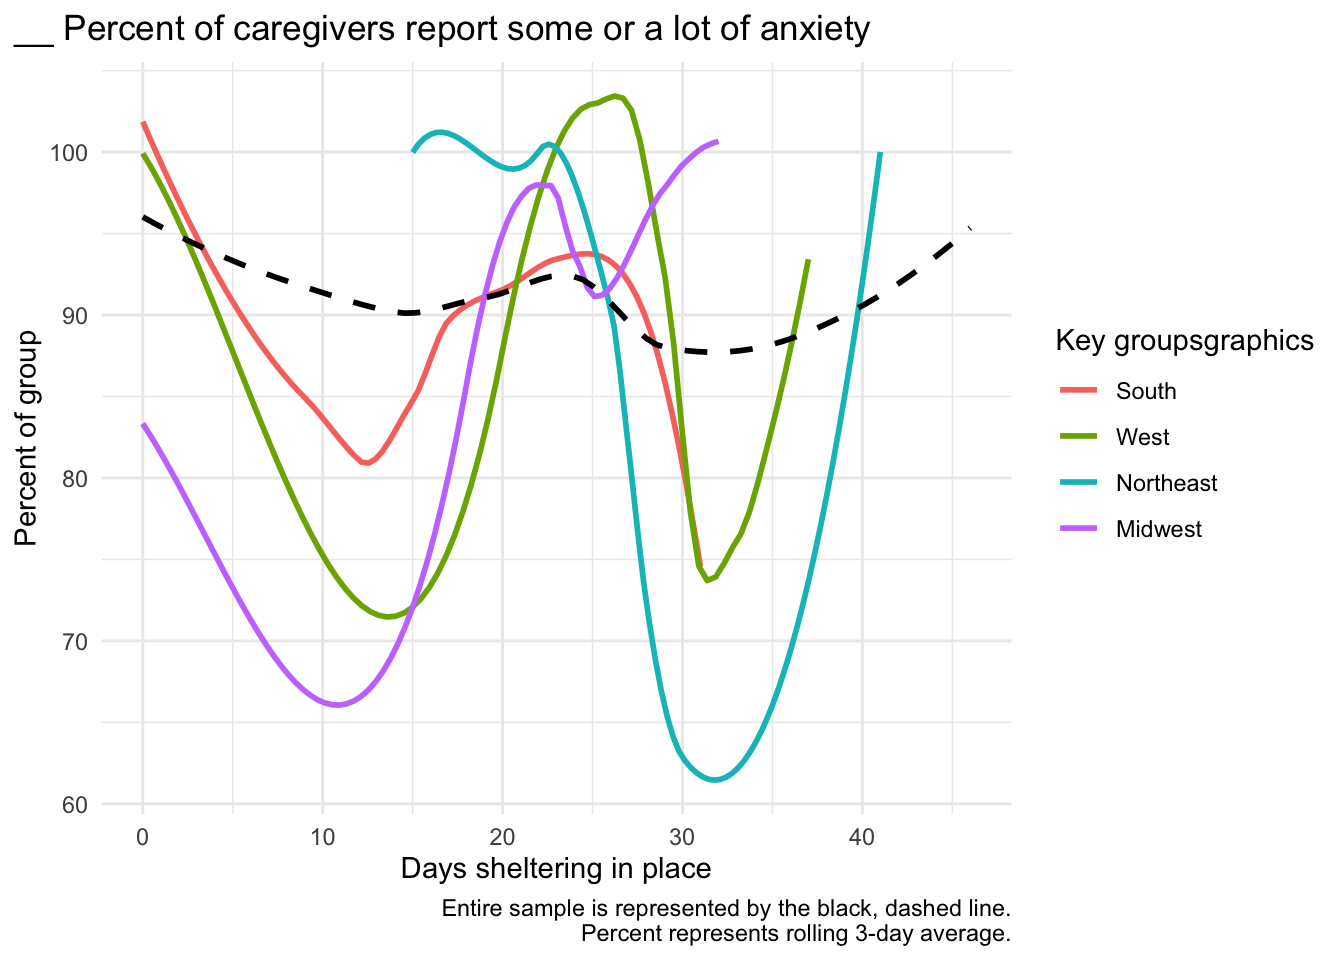 __ Percent of caregivers report some or a lot of anxiety
Percent of group
100
90
80
70
60
0 10 20 30 40
Days sheltering in place
Key groupsgraphics
South
West
Northeast
Midwest
Entire sample is represented by the black, dashed line.
Percent represents rolling 3-day average.